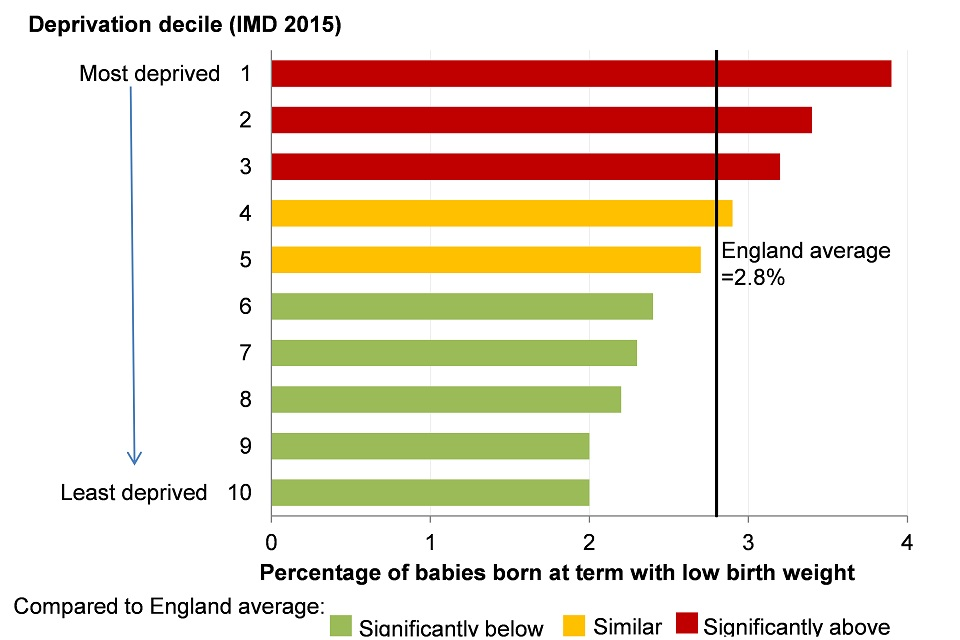 Deprivation decile (IMD 2015)
Most deprived 1
2
3
4
5
England average
=2.8%
6
7
8
9
Least deprived 10
0 1 2 3 4
Percentage of babies born at term with low birth weight
Compared to England average:
Significantly below Similar Significantly above